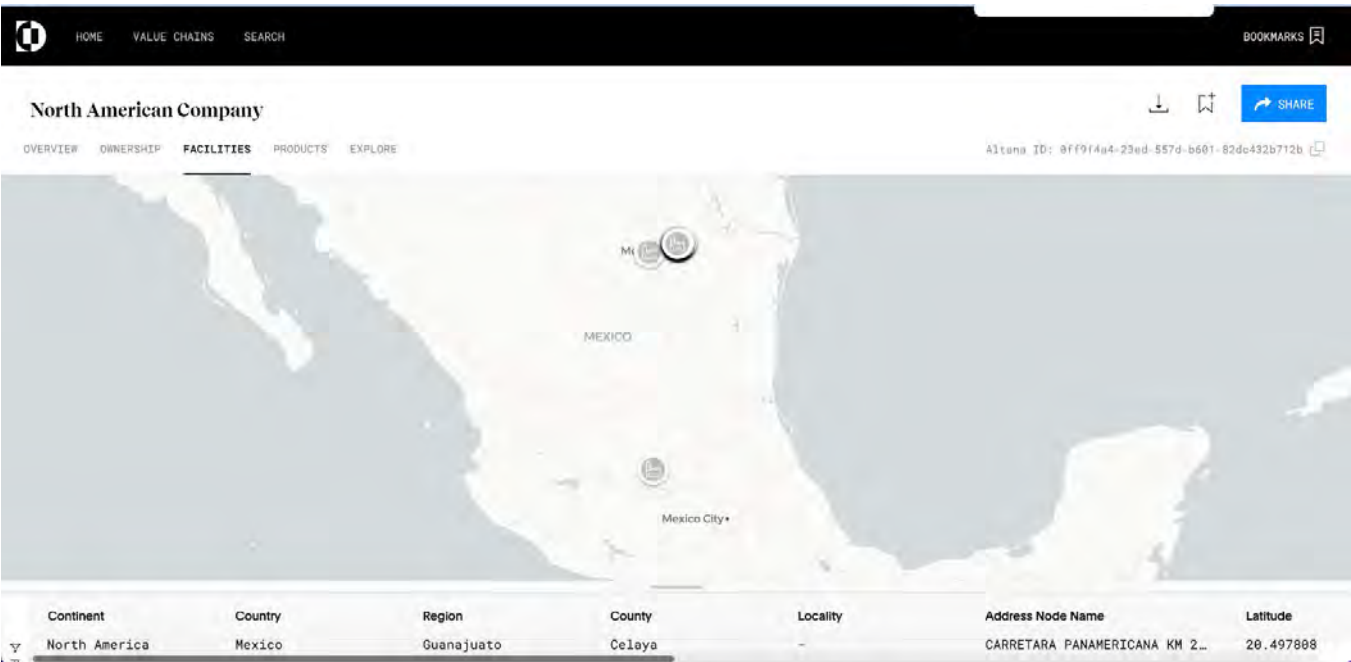 HOME VALUE CHAINS SEARCH BOOKMARKS
North American Company SHARE
OVERVIEW OWNERSHIP FACILITIES PRODUCTS EXPLORE Altana ID: 0ff9f4a4-23ed-557d-b601-82dc432b712b
MEXICO
Mexico City
Continent Country Region County Locality Address Node Name Latitude
North America Mexico Guanajuato Celaya - CARRETARA PANAMERICANA KM 2… 20.497808